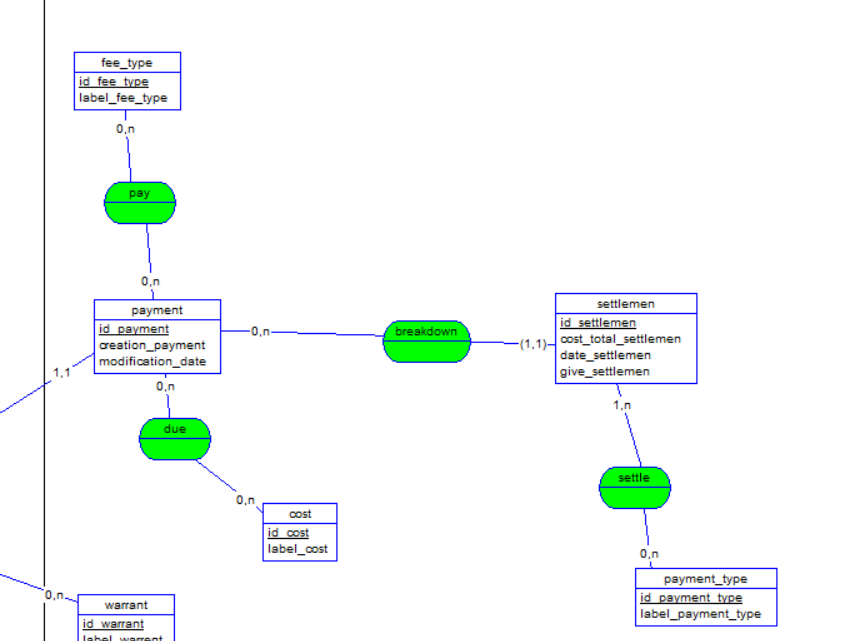 fee_type
id_fee_type
label_fee_type
0,n
pay
0,n
payment
id_payment
creation_payment
modification_date
0,n
breakdown
(1,1)
settlemen
id_settlemen
cost_total_settlemen
date_settlemen
give_settlemen
1,1
0,n
due
0,n
cost
id_cost
label_cost
1,n
settle
0,n
payment_type
id_payment_type
label_payment_type
0,n
warrant
id_warrant
label_warrent